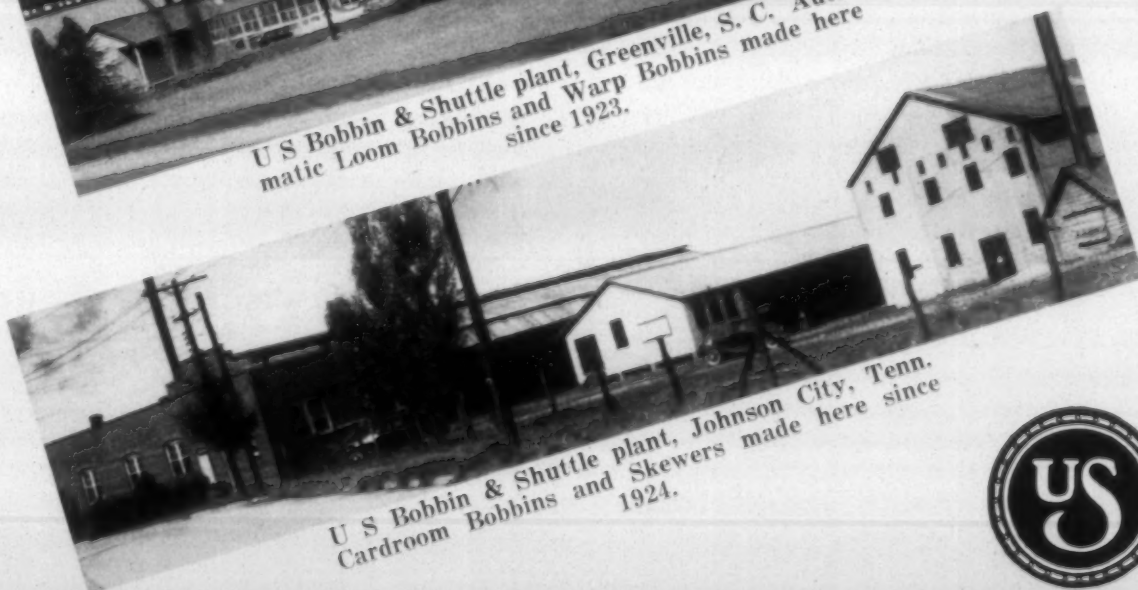 U S Bobbin & Shuttle plant, Greenville, S. C.
matic Loom Bobbins and Warp Bobbins made here
since 1923.
U S Bobbin & Shuttle plant, Johnson City, Tenn.
Cardroom Bobbins and Skewers made here since
1924.
US